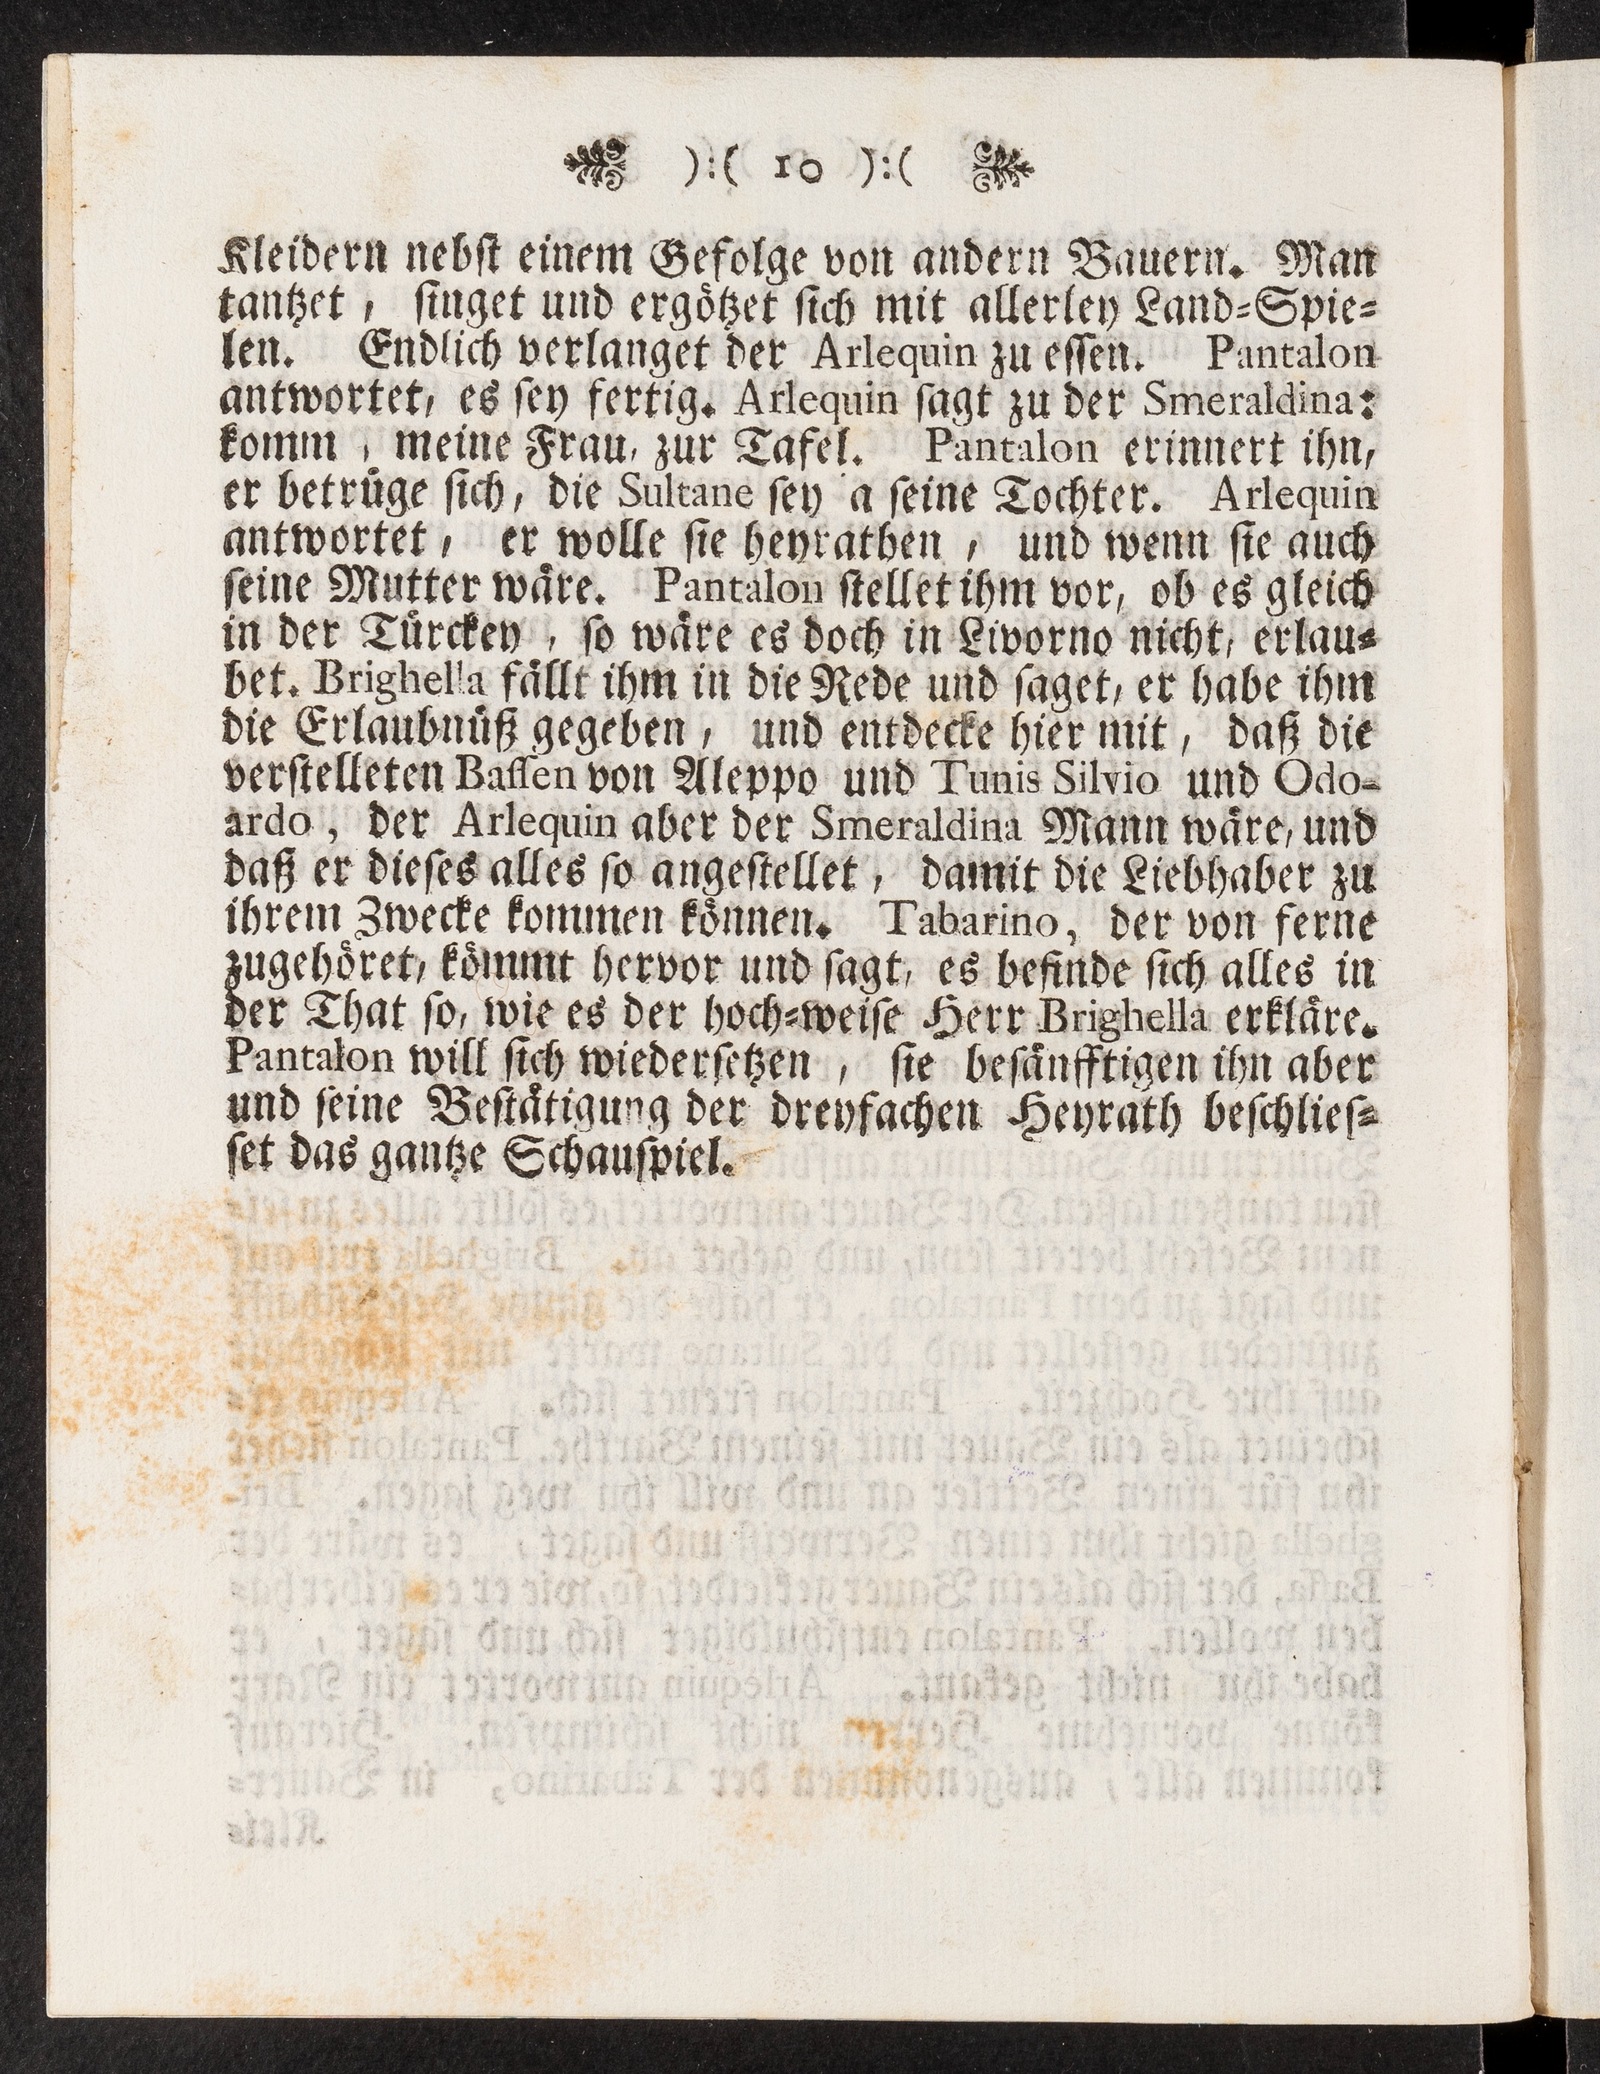 ):( 10 ):(
Kleidern nebſt einem Gefolge von andern Bauern. Man
tantzet, ſinget und ergötzet ſich mit allerley Land-Spie-
len. Endlich verlanget der Arlequin zu eſſen. Pantalon
antwortet, es ſey fertig. Arlequin ſagt zu der Smeraldina:
komm, meine Frau, zur Tafel. Pantalon erinnert ihn,
er betrüge ſich, die Sultane ſey a ſeine Tochter. Arlequin
antwortet, er wolle ſie heyrathen, und wenn ſie auch
ſeine Mutter wäre. Pantalon ſtellet ihm vor, ob es gleich
in der Türckey, ſo wäre es doch in Livorno nicht, erlau-
bet. Brighella fällt ihm in die Rede und ſaget, er habe ihm
die Erlaubnüß gegeben, und entdecke hier mit, daß die
verſtelleten Baſſen von Aleppo und Tunis Silvio und Odo-
ardo, der Arlequin aber der Smeraldina Mann wäre, und
daß er dieſes alles ſo angeſtellet, damit die Liebhaber zu
ihrem Zwecke kommen können. Tabarino, der von ferne
zugehöret, kömmt hervor und ſagt, es befinde ſich alles in
der That ſo, wie es der hoch-weiſe Herr Brighella erkläre.
Pantalon will ſich wiederſetzen, ſie beſänfftigen ihn aber
und ſeine Beſtätigung der dreyfachen Heyrath beſchlieſ-
ſet das gantze Schauſpiel.